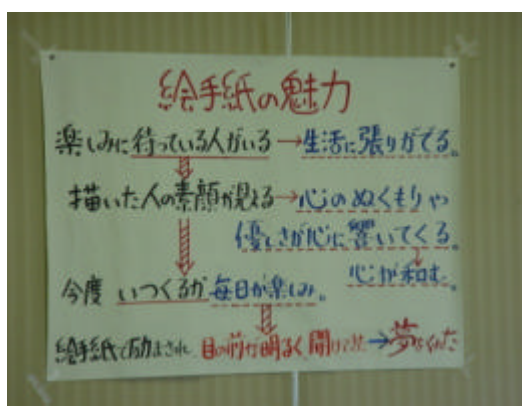 絵手紙の魅力
楽しみに待っている人がいる→生活に張りがでる。
描いた人の素顔が見える→心のぬくもりや
優しさが心に響いてくる。
心が和む。
今度 いつくるか 毎日が楽しみ。
絵手紙で励まされ 目の前が明るく 開けてきた→夢